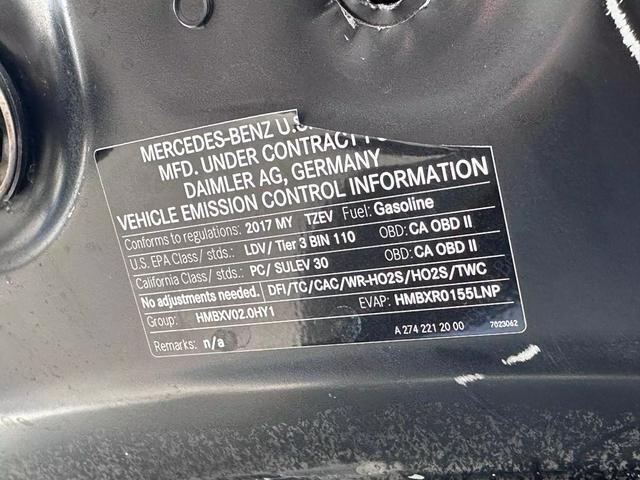 MERCEDES-BENZ U.S.
MFD. UNDER CONTRACT
DAIMLER AG, GERMANY
VEHICLE EMISSION CONTROL INFORMATION
Conforms to regulations: 2017 MY TZEV Fuel: Gasoline
U.S. EPA Class / stds.: LDV/ Tier 3 BIN 110 OBD: CA OBD II
California Class / stds.: PC/ SULEV 30 OBD: CA OBD II
No adjustments needed. DFI/TC/CAC/WR-HO2S/HO2S/TWC
Group: HMBXV02.0HY1 EVAP: HMBXR0155LNP
Remarks: n/a A 274 221 20 00 7023062